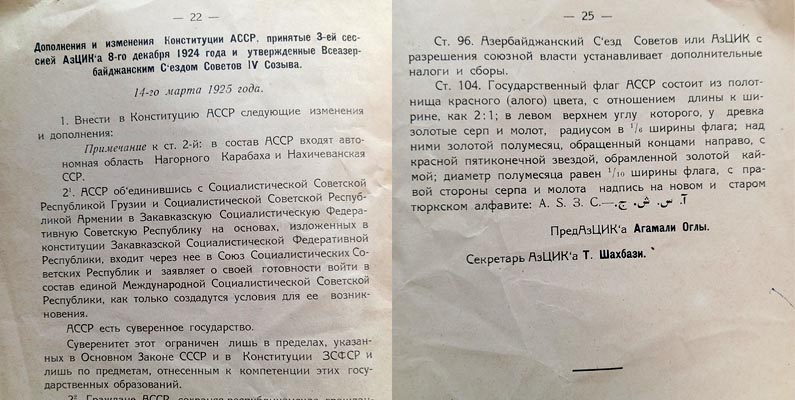 — 22 —
Дополнения и изменения Конституции АССР, принятые 3-ей сес-
сией АзЦИК'а 8-го декабря 1924 года и утвержденные Всеазер-
байджанским С'ездом Советов IV Созыва.
14-го марта 1925 года.
1. Внести в Конституцию АССР следующие изменения
и дополнения:
Примечание к ст. 2-й: в состав АССР входят авто-
номная область Нагорного Карабаха и Нахичеванская
ССР.
2¹. АССР об'единившись с Социалистической Советской
Республикой Грузии и Социалистической Советской Респуб-
ликой Армении в Закавказскую Социалистическую Федера-
тивную Советскую Республику на основах, изложенных в
конституции Закавказской Социалистической Федеративной
Республики, входит через нее в Союз Социалистических Со-
ветских Республик и заявляет о своей готовности войти в
состав единой Международной Социалистической Советской
Республики, как только создадутся условия для ее возник-
новения.
АССР есть суверенное государство.
Суверенитет этот ограничен лишь в пределах, указан-
ных в Основном Законе СССР и в Конституции ЗСФСР и
лишь по предметам, отнесенным к компетенции этих госу-
дарственных образований.
2². Граждане АССР, сохраняя республиканское граждан-
— 25 —
Ст. 96. Азербайджанский С'езд Советов или АзЦИК с
разрешения союзной власти устанавливает дополнительные
налоги и сборы.
Ст. 104. Государственный флаг АССР состоит из полот-
нища красного (алого) цвета, с отношением длины к ши-
рине, как 2:1; в левом верхнем углу которого, у древка
золотые серп и молот, радиусом в 1/6 ширины флага; над
ними золотой полумесяц, обращенный концами направо, с
красной пятиконечной звездой, обрамленной золотой кай-
мой; диаметр полумесяца равен 1/10 ширины флага, с пра-
вой стороны серпа и молота надпись на новом и старом
тюркском алфавите: A. S. З. С.—.آ. س. ش. ج
ПредАзЦИК'а Агамали Оглы.
Секретарь АзЦИК'а Т. Шахбази.